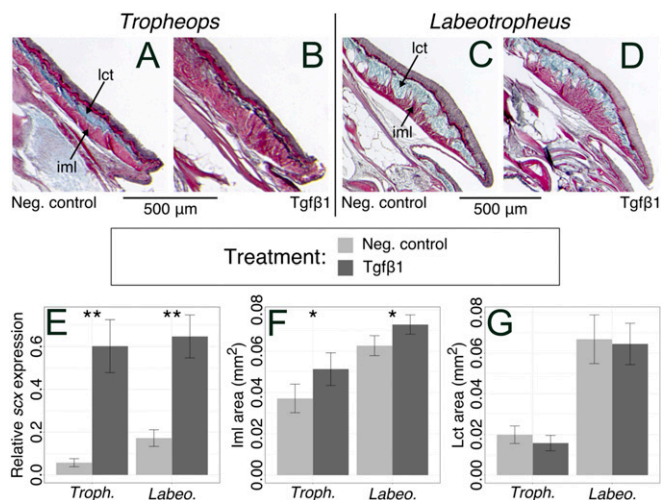 Tropheops
Labeotropheus
A
B
C
D
lct
iml
lct
iml
Neg. control
Tgfβ1
Neg. control
Tgfβ1
500 µm
500 µm
Treatment:
Neg. control
Tgfβ1
E
Relative scx expression
0.0
0.2
0.4
0.6
**
**
Troph.
Labeo.
F
Iml area (mm²)
0.00
0.02
0.04
0.06
0.08
*
*
Troph.
Labeo.
G
Lct area (mm²)
0.00
0.02
0.04
0.06
0.08
Troph.
Labeo.